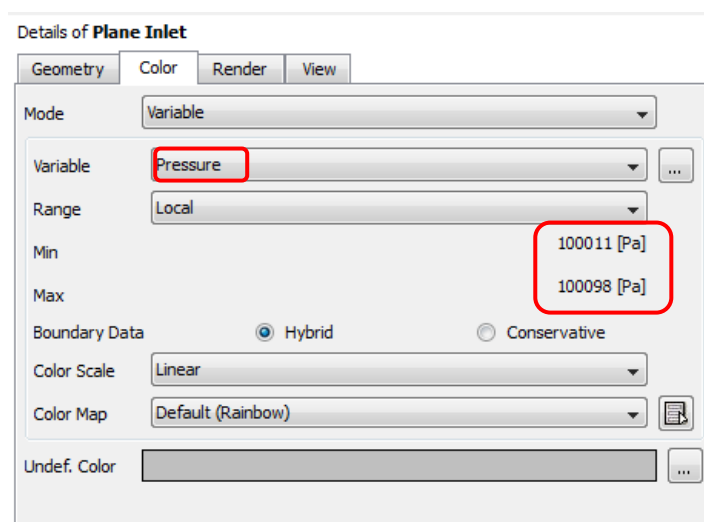 Details of Plane Inlet
Geometry Color Render View
Mode Variable
Variable Pressure ...
Range Local
Min 100011 [Pa]
Max 100098 [Pa]
Boundary Data Hybrid Conservative
Color Scale Linear
Color Map Default (Rainbow)
Undef. Color ...